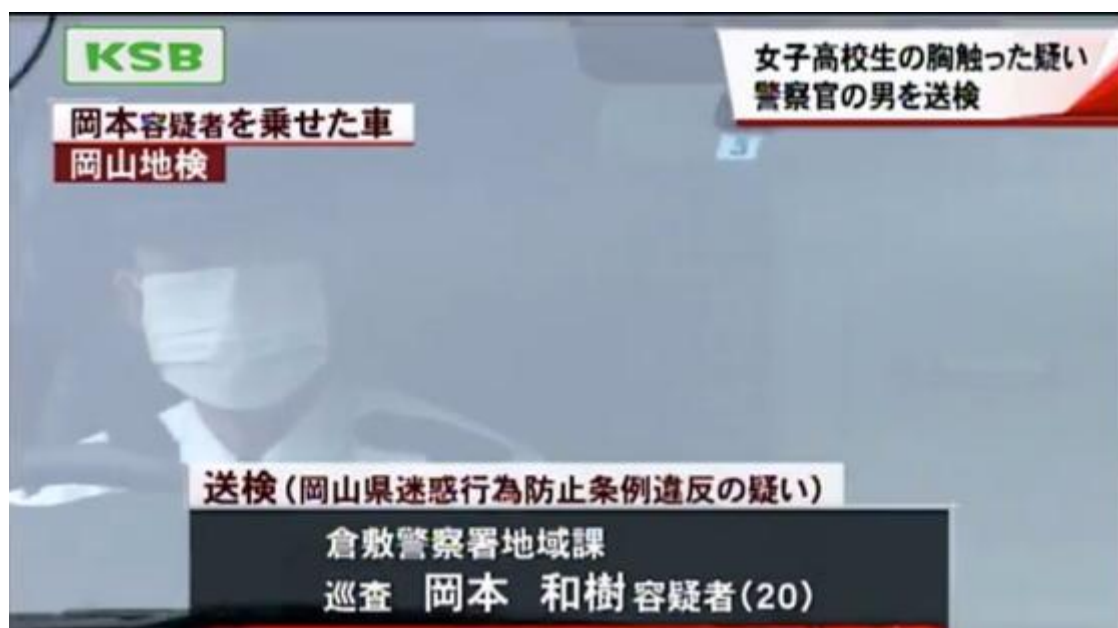 KSB
女子高校生の胸触った疑い
警察官の男を送検
岡本容疑者を乗せた車
岡山地検
3
送検(岡山県迷惑行為防止条例違反の疑い)
倉敷警察署地域課
巡査 岡本 和樹容疑者(20)